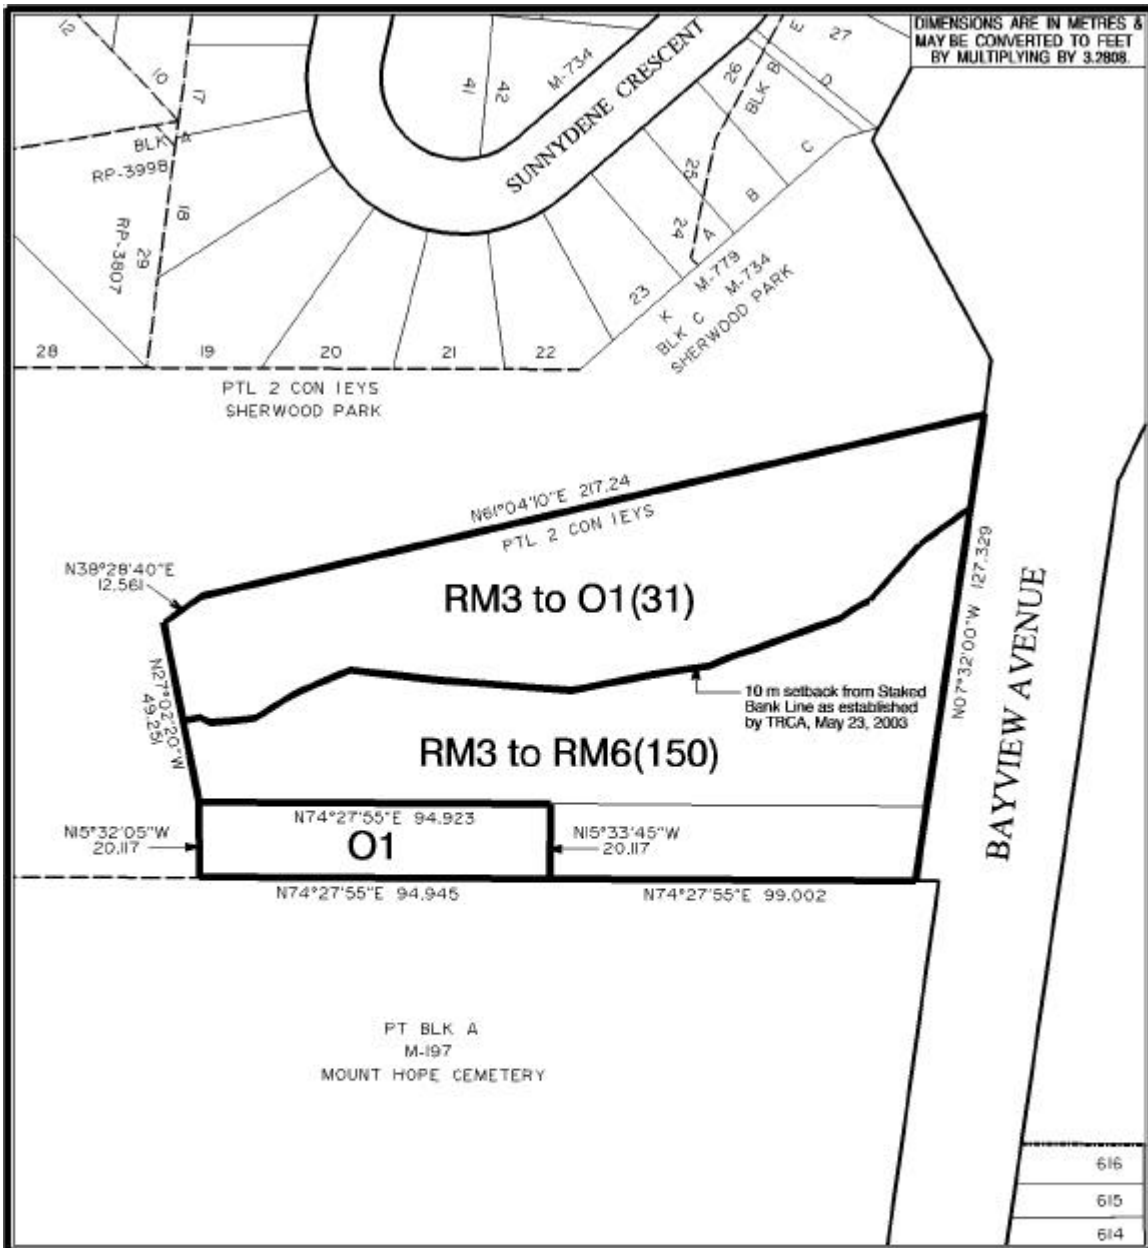 DIMENSIONS ARE IN METRES &
MAY BE CONVERTED TO FEET
BY MULTIPLYING BY 3.2808.
12
10
17
BLK A
RP-3998
18
29
RP-3807
28
19
20
21
22
23
24
25
26
27
41
42
M-734
SUNNYDENE CRESCENT
BLK B
E
D
C
B
A
K
M-779
BLK C M-734
SHERWOOD PARK
PTL 2 CON 1EYS
SHERWOOD PARK
N61°04'10"E 217.24
PTL 2 CON 1EYS
N38°28'40"E
12.561
RM3 to O1(31)
N27°02'20"W
49.251
10 m setback from Staked
Bank Line as established
by TRCA, May 23, 2003
N07°32'00"W 127.329
BAYVIEW AVENUE
RM3 to RM6(150)
N74°27'55"E 94.923
N15°32'05"W
20.117
O1
N15°33'45"W
20.117
N74°27'55"E 94.945
N74°27'55"E 99.002
PT BLK A
M-197
MOUNT HOPE CEMETERY
616
615
614